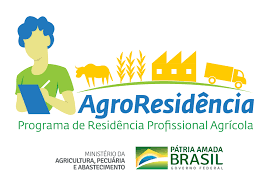 AgroResidência
Programa de Residência Profissional Agrícola
MINISTÉRIO DA
AGRICULTURA, PECUÁRIA
E ABASTECIMENTO
PÁTRIA AMADA
BRASIL
GOVERNO FEDERAL